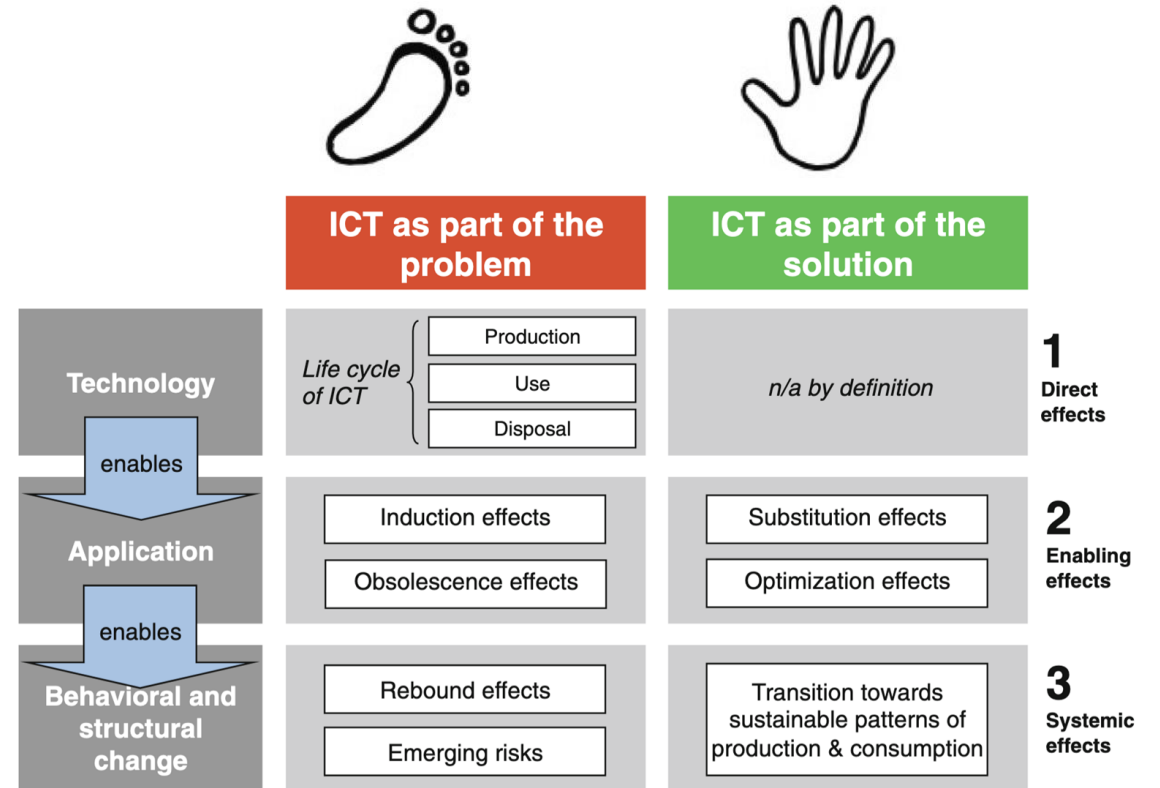 ICT as part of the
problem
ICT as part of the
solution
Technology
Life cycle
of ICT
Production
Use
Disposal
n/a by definition
1
Direct
effects
enables
Application
Induction effects
Obsolescence effects
Substitution effects
Optimization effects
2
Enabling
effects
enables
Behavioral and
structural
change
Rebound effects
Emerging risks
Transition towards
sustainable patterns of
production & consumption
3
Systemic
effects